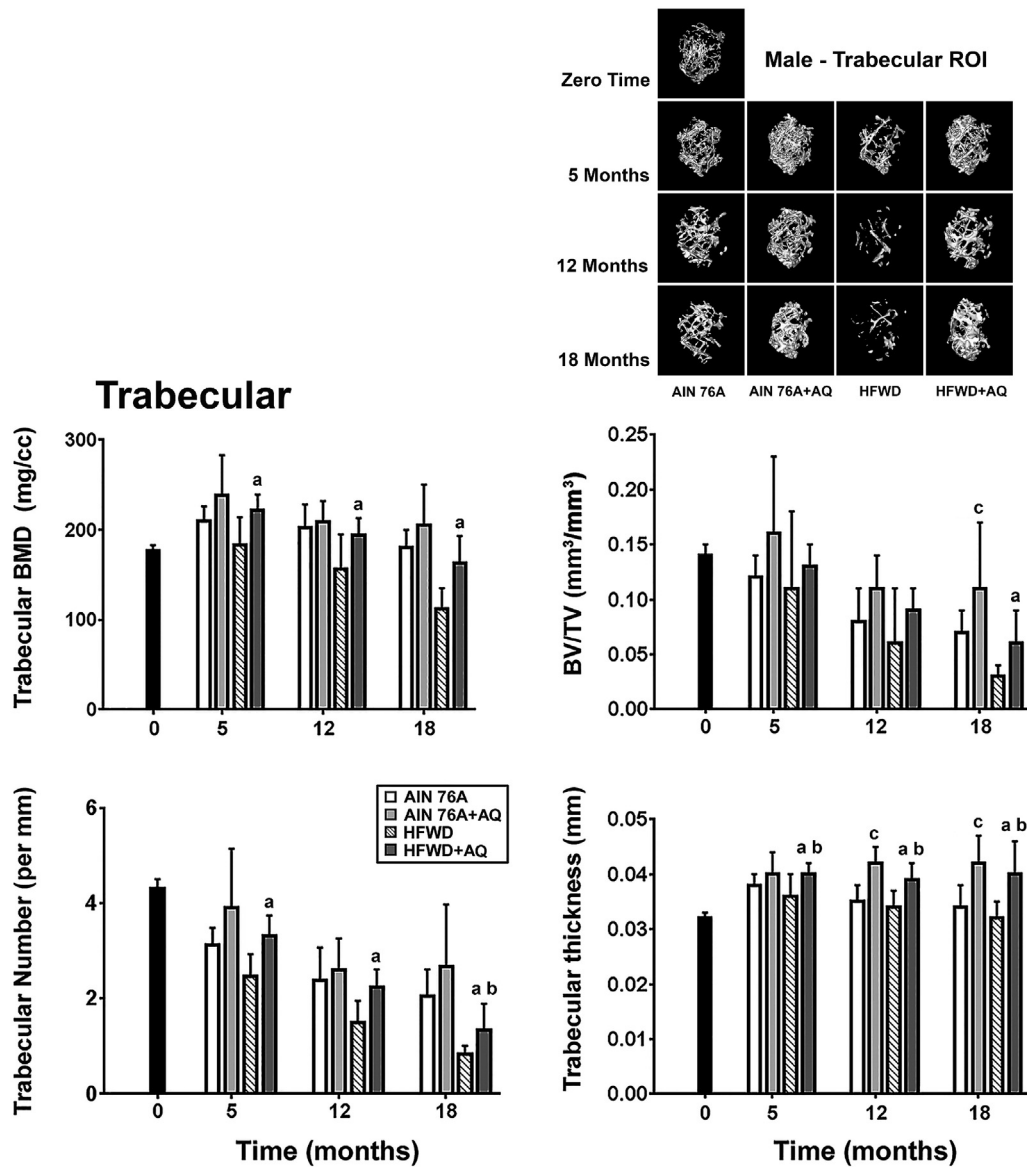 Male - Trabecular ROI
Zero Time
5 Months
12 Months
18 Months
AIN 76A AIN 76A+AQ HFWD HFWD+AQ
Trabecular
Trabecular BMD (mg/cc)
300
200
100
0
a a a
0 5 12 18
BV/TV (mm³/mm³)
0.25
0.20
0.15
0.10
0.05
0.00
c
a
0 5 12 18
Trabecular Number (per mm)
6
4
2
0
AIN 76A
AIN 76A+AQ
HFWD
HFWD+AQ
a a a b
0 5 12 18
Time (months)
Trabecular thickness (mm)
0.05
0.04
0.03
0.02
0.01
0.00
a b c a b c a b
0 5 12 18
Time (months)